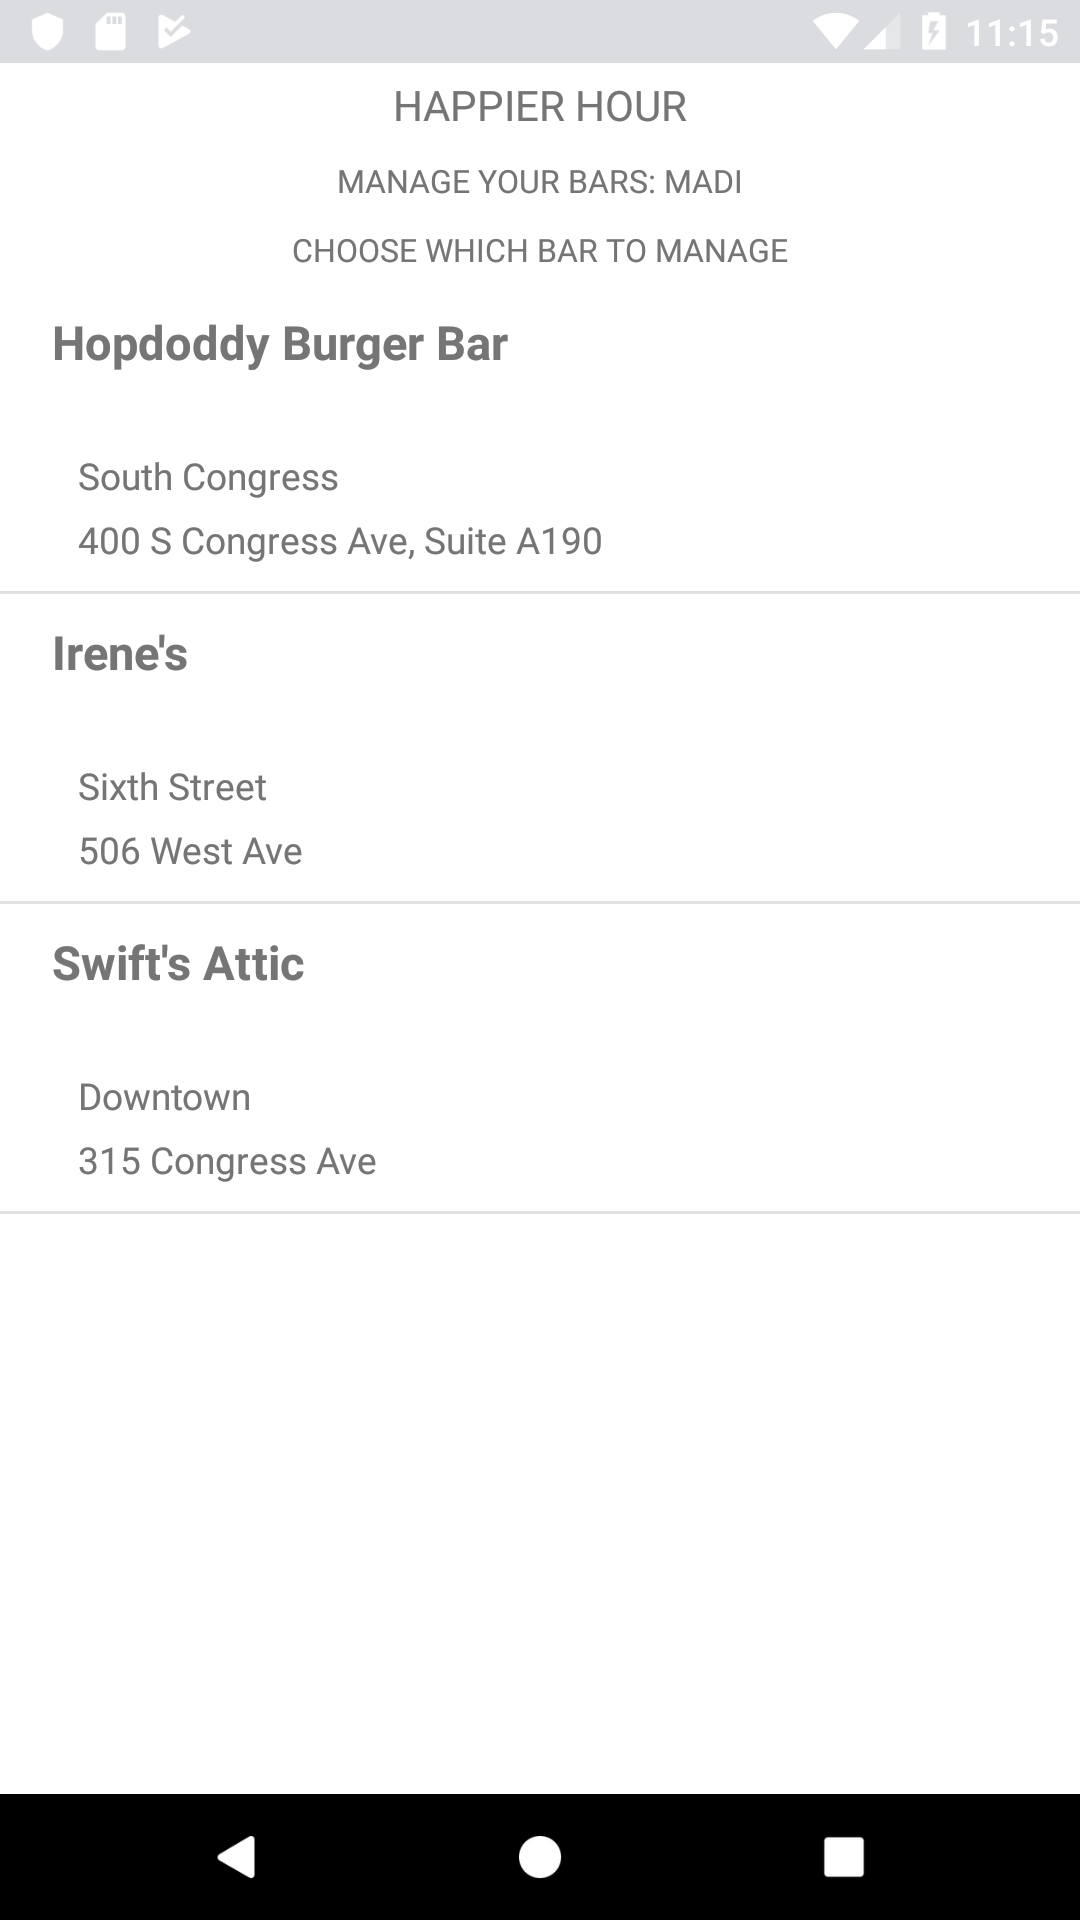 11:15
HAPPIER HOUR
MANAGE YOUR BARS: MADI
CHOOSE WHICH BAR TO MANAGE
Hopdoddy Burger Bar
South Congress
400 S Congress Ave, Suite A190
Irene's
Sixth Street
506 West Ave
Swift's Attic
Downtown
315 Congress Ave